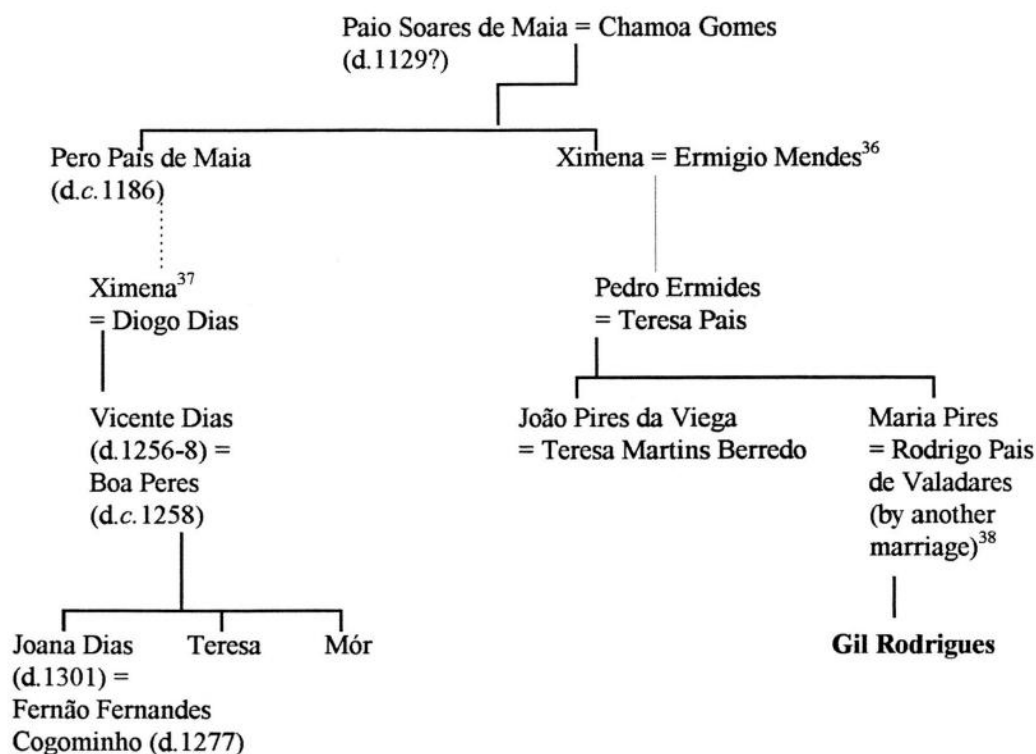 Paio Soares de Maia = Chamoa Gomes
(d.1129?)
Pero Pais de Maia
(d.c.1186)
Ximena = Ermigio Mendes36
Ximena37
= Diogo Dias
Pedro Ermides
= Teresa Pais
Vicente Dias
(d.1256-8) =
Boa Peres
(d.c.1258)
João Pires da Viega
= Teresa Martins Berredo
Maria Pires
= Rodrigo Pais
de Valadares
(by another
marriage)38
Joana Dias
(d.1301) =
Fernão Fernandes
Cogominho (d.1277)
Teresa
Mór
Gil Rodrigues